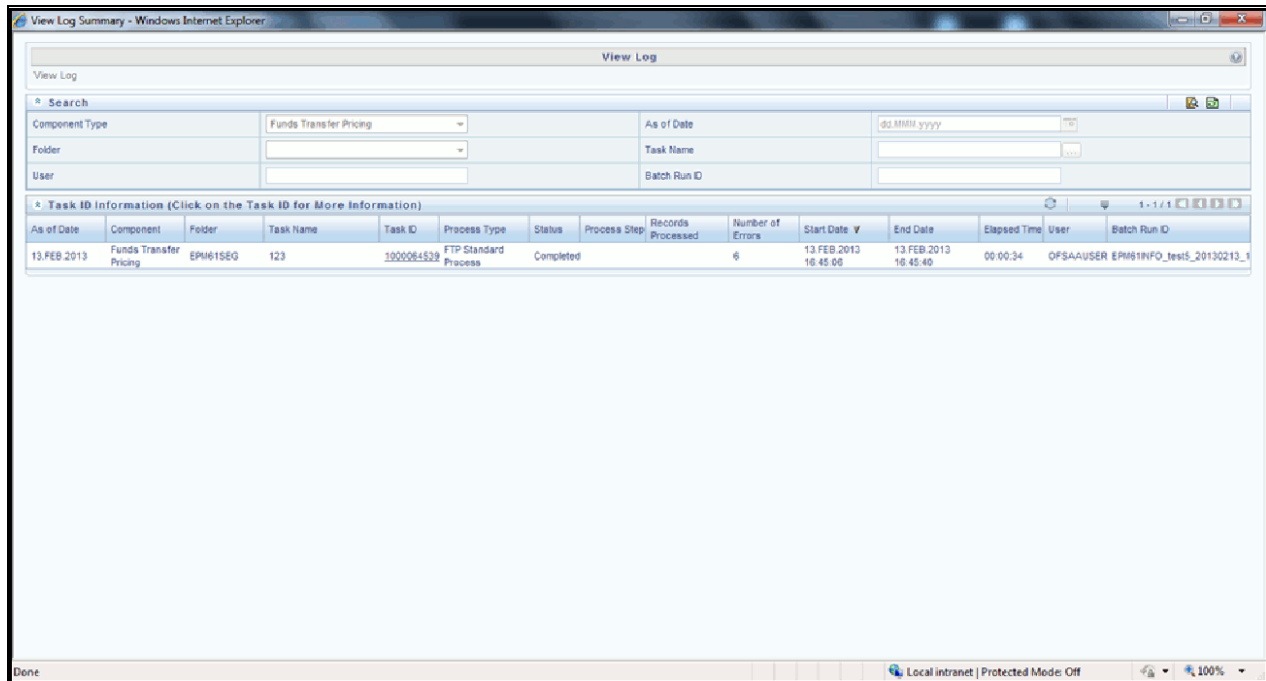 View Log Summary - Windows Internet Explorer
View Log
View Log
Search
Component Type Funds Transfer Pricing As of Date dd.MMM.yyyy
Folder Task Name ...
User Batch Run ID
Task ID Information (Click on the Task ID for More Information) 1 - 1 / 1
As of Date Component Folder Task Name Task ID Process Type Status Process Step Records Processed Number of Errors Start Date End Date Elapsed Time User Batch Run ID
13.FEB.2013 Funds Transfer Pricing EPM61SEG 123 1000064539 FTP Standard Process Completed 6 13.FEB.2013 16:45:06 13.FEB.2013 16:45:40 00:00:34 OFSAAUSER EPM61INFO_test5_20130213_1
Done Local intranet | Protected Mode: Off 100%